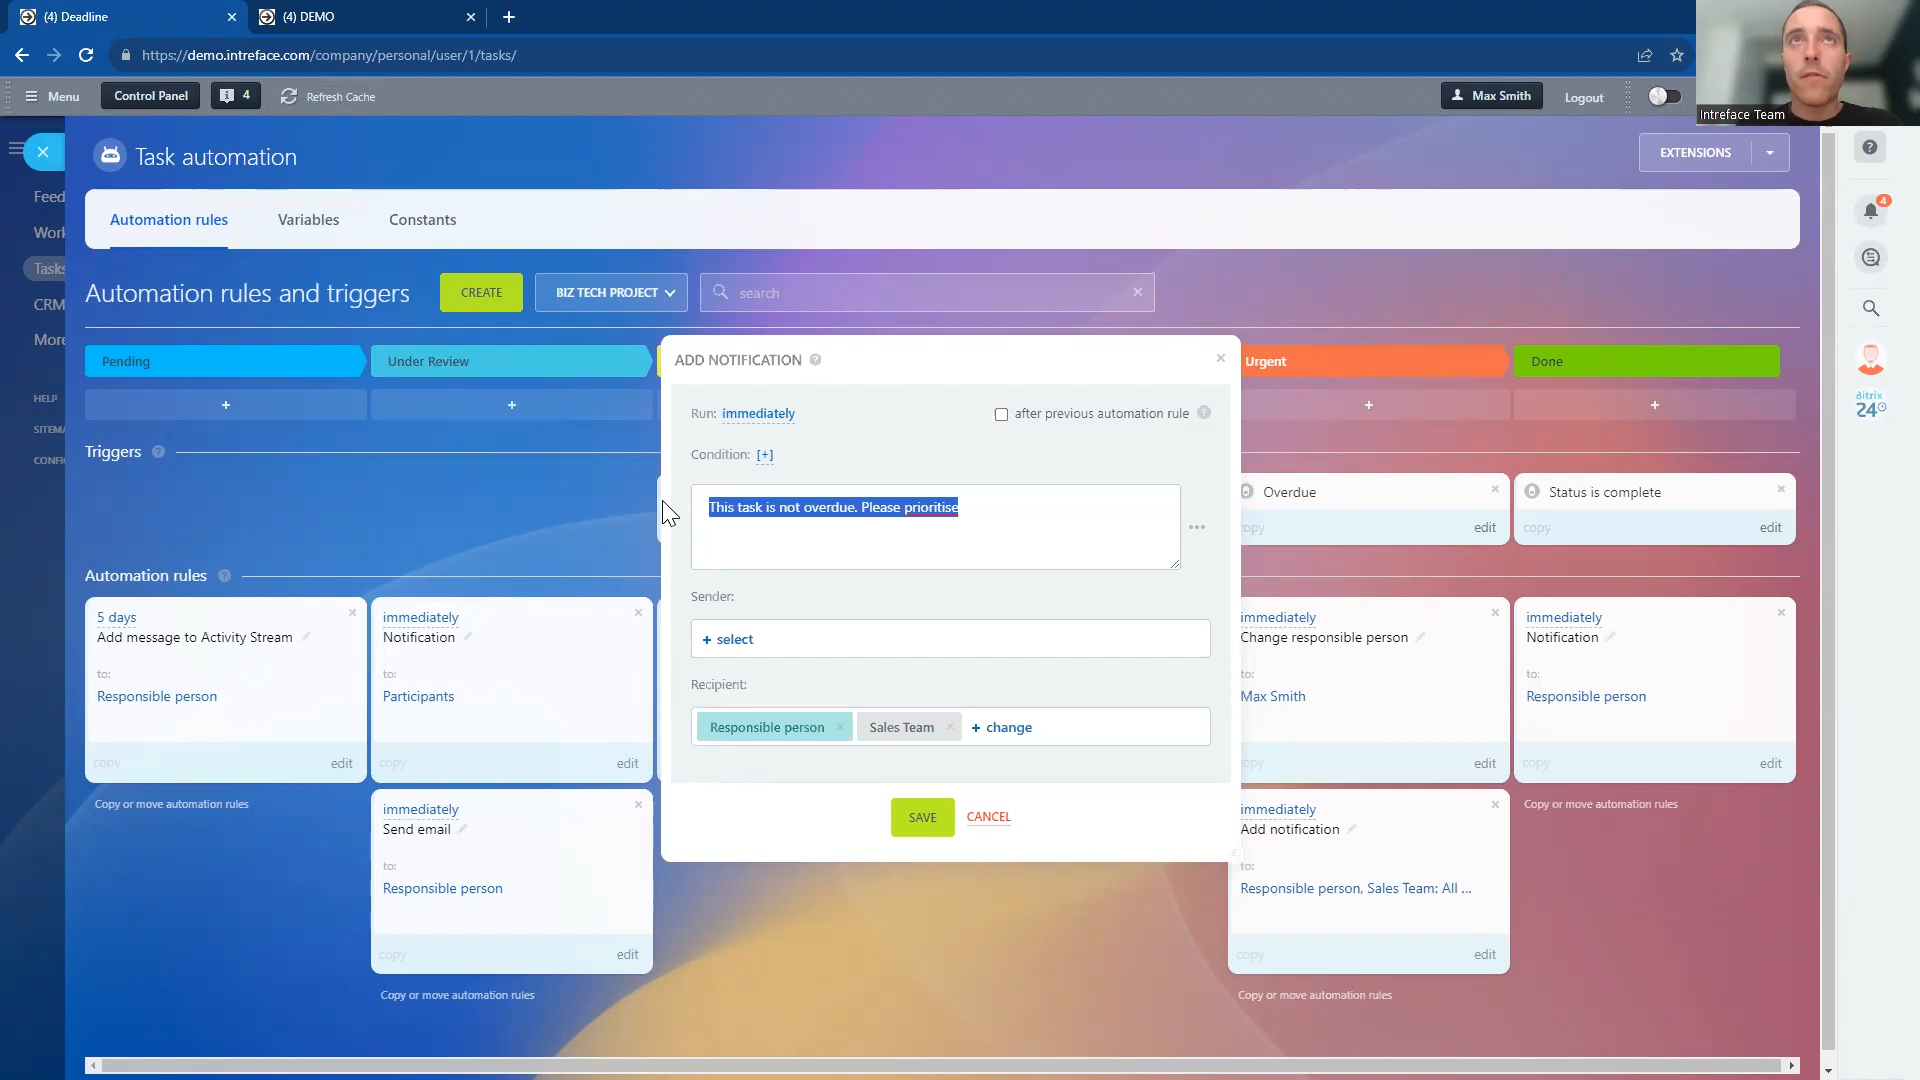 (4) Deadline
(4) DEMO
https://demo.intreface.com/company/personal/user/1/tasks/
Menu
Control Panel
4
Refresh Cache
Max Smith
Logout
Intreface Team
Task automation
EXTENSIONS
Feed
Work
Tasks
CRM
More
HELP
SITEMA
CONFI
Automation rules
Variables
Constants
4
Automation rules and triggers
CREATE
BIZ TECH PROJECT
search
Pending
Under Review
Urgent
Done
Triggers
Overdue
copy
edit
Status is complete
copy
edit
Automation rules
5 days
Add message to Activity Stream
to:
Responsible person
copy
edit
Copy or move automation rules
immediately
Notification
to:
Participants
copy
edit
immediately
Send email
to:
Responsible person
copy
edit
Copy or move automation rules
ADD NOTIFICATION
Run: immediately
after previous automation rule
Condition: [+]
This task is not overdue. Please prioritise
Sender:
+ select
Recipient:
Responsible person
Sales Team
+ change
SAVE
CANCEL
immediately
Change responsible person
to:
Max Smith
copy
edit
immediately
Add notification
to:
Responsible person, Sales Team: All ...
copy
edit
Copy or move automation rules
immediately
Notification
to:
Responsible person
copy
edit
Copy or move automation rules
Bitrix
24